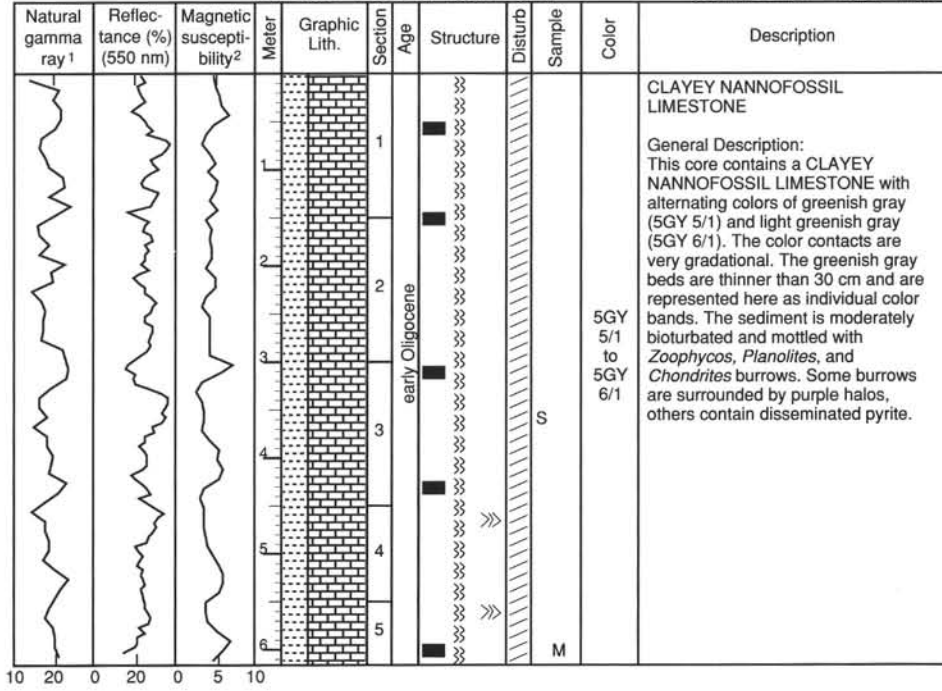 Natural gamma ray 1
Reflec- tance (%) (550 nm)
Magnetic suscepti- bility2
Meter
Graphic Lith.
Section
Age
Structure
Disturb
Sample
Color
Description
1
2
3
4
5
6
1
2
3
4
5
early Oligocene
S
M
5GY
5/1
to
5GY
6/1
CLAYEY NANNOFOSSIL
LIMESTONE
General Description:
This core contains a CLAYEY
NANNOFOSSIL LIMESTONE with
alternating colors of greenish gray
(5GY 5/1) and light greenish gray
(5GY 6/1). The color contacts are
very gradational. The greenish gray
beds are thinner than 30 cm and are
represented here as individual color
bands. The sediment is moderately
bioturbated and mottled with
Zoophycos, Planolites, and
Chondrites burrows. Some burrows
are surrounded by purple halos,
others contain disseminated pyrite.
10 20 0 20 0 5 10